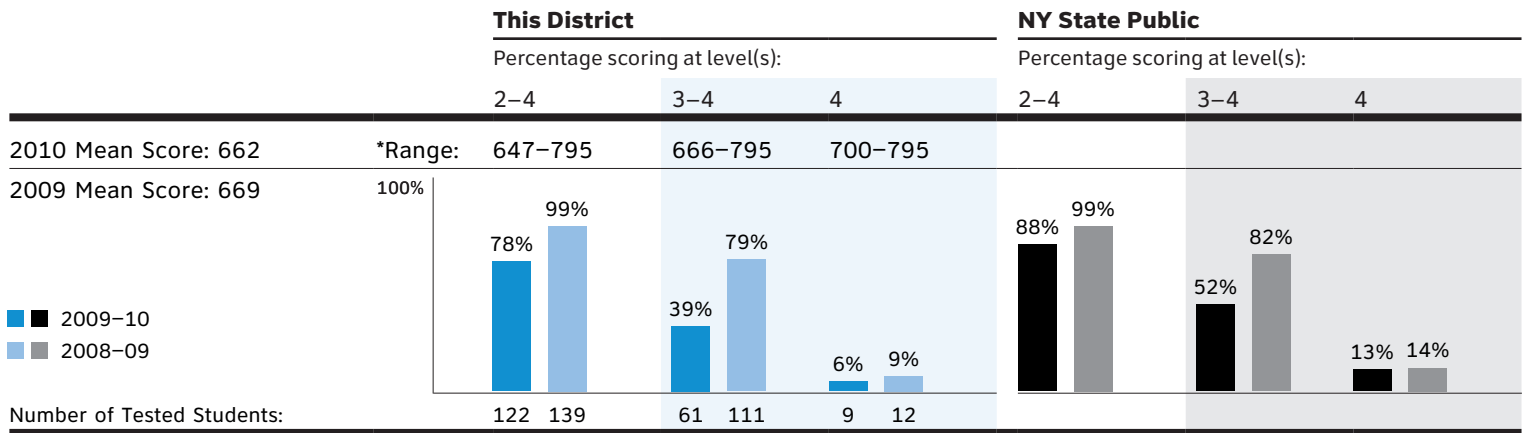 This District NY State Public
Percentage scoring at level(s): Percentage scoring at level(s):
2–4 3–4 4 2–4 3–4 4
2010 Mean Score: 662 *Range: 647–795 666–795 700–795
2009 Mean Score: 669 100%
78% 99% 39% 79% 6% 9% 88% 99% 52% 82% 13% 14%
2009–10
2008–09
Number of Tested Students: 122 139 61 111 9 12